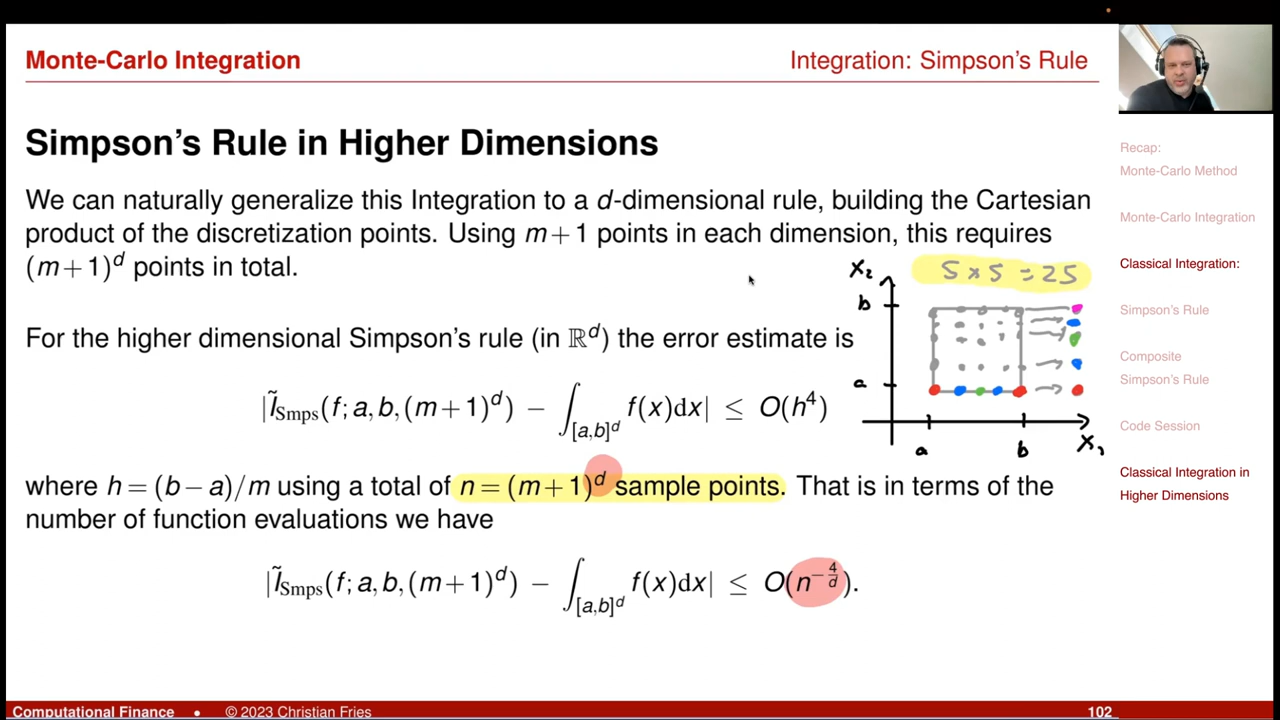 Monte-Carlo Integration
Integration: Simpson's Rule
Simpson's Rule in Higher Dimensions
We can naturally generalize this Integration to a d-dimensional rule, building the Cartesian
product of the discretization points. Using m+1 points in each dimension, this requires
(m+1)^d points in total.
X₂
5 × 5 = 25
b
a
a
b
X₁
For the higher dimensional Simpson's rule (in ℝ^d) the error estimate is
|Ĩ_Smps(f; a, b, (m+1)^d) − ∫_[a,b]^d f(x)dx| ≤ O(h^4)
where h = (b−a)/m using a total of n = (m+1)^d sample points. That is in terms of the
number of function evaluations we have
|Ĩ_Smps(f; a, b, (m+1)^d) − ∫_[a,b]^d f(x)dx| ≤ O(n^(−4/d)).
Recap:
Monte-Carlo Method
Monte-Carlo Integration
Classical Integration:
Simpson's Rule
Composite
Simpson's Rule
Code Session
Classical Integration in
Higher Dimensions
Computational Finance • © 2023 Christian Fries
102